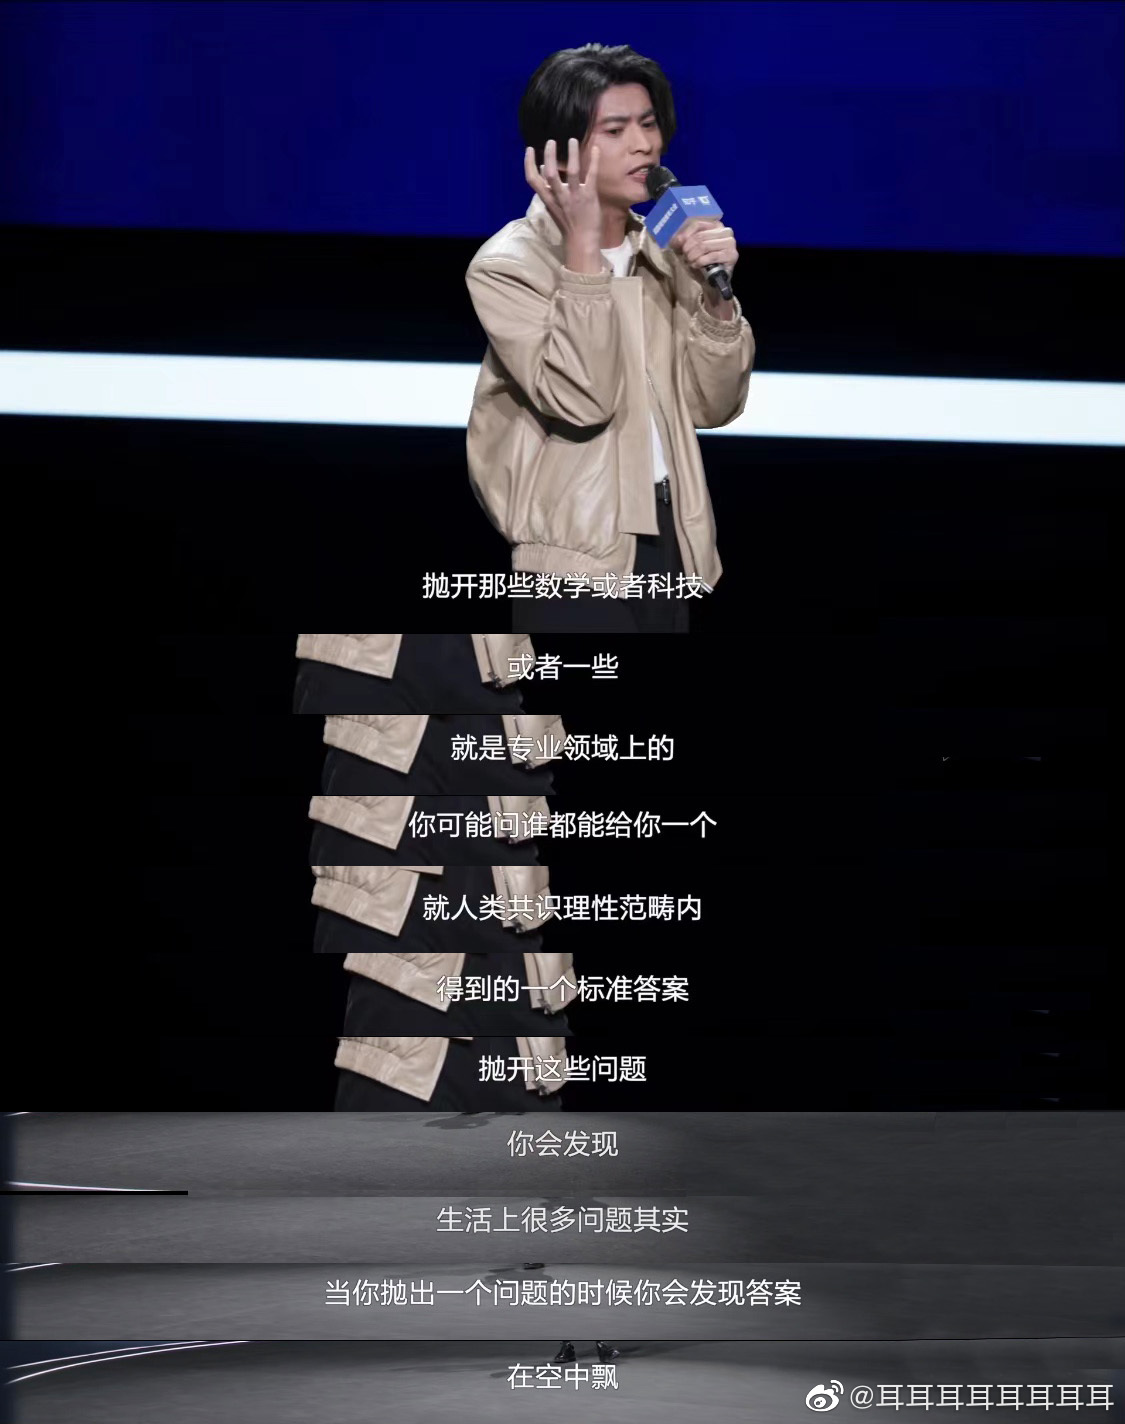 知乎
抛开那些数学或者科技
或者一些
就是专业领域上的
你可能问谁都能给你一个
就人类共识理性范畴内
得到的一个标准答案
抛开这些问题
你会发现
生活上很多问题其实
当你抛出一个问题的时候你会发现答案
在空中飘
@耳耳耳耳耳耳耳耳